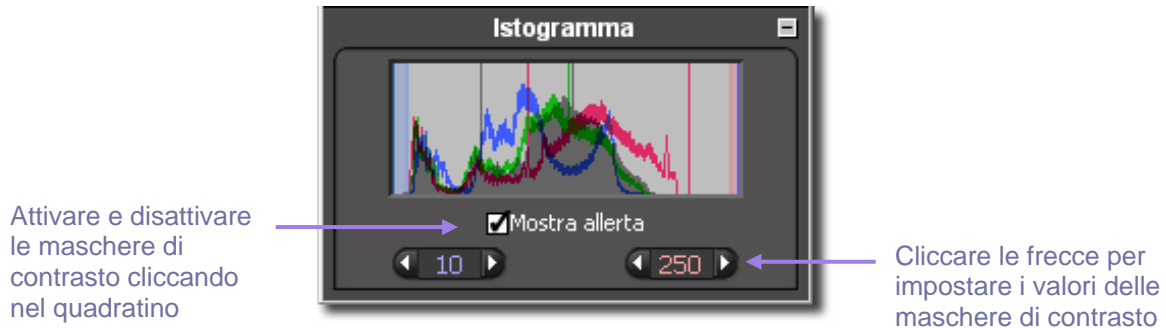 Istogramma
Mostra allerta
10
250
Attivare e disattivare
le maschere di
contrasto cliccando
nel quadratino
Cliccare le frecce per
impostare i valori delle
maschere di contrasto